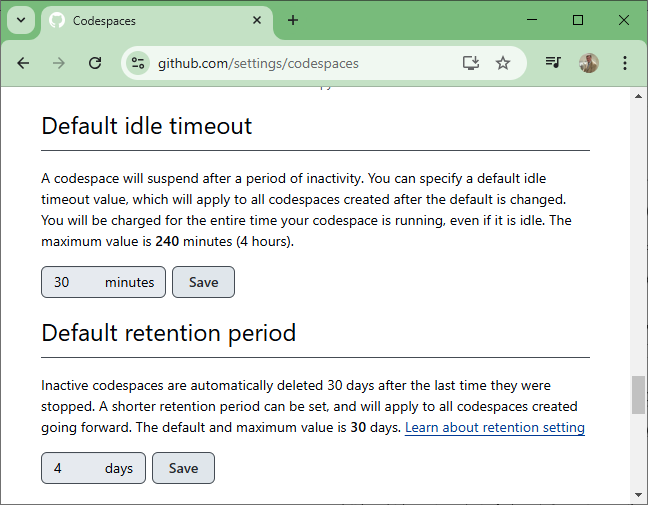 Codespaces
github.com/settings/codespaces
Default idle timeout
A codespace will suspend after a period of inactivity. You can specify a default idle
timeout value, which will apply to all codespaces created after the default is changed.
You will be charged for the entire time your codespace is running, even if it is idle. The
maximum value is 240 minutes (4 hours).
30 minutes Save
Default retention period
Inactive codespaces are automatically deleted 30 days after the last time they were
stopped. A shorter retention period can be set, and will apply to all codespaces created
going forward. The default and maximum value is 30 days. Learn about retention setting
4 days Save